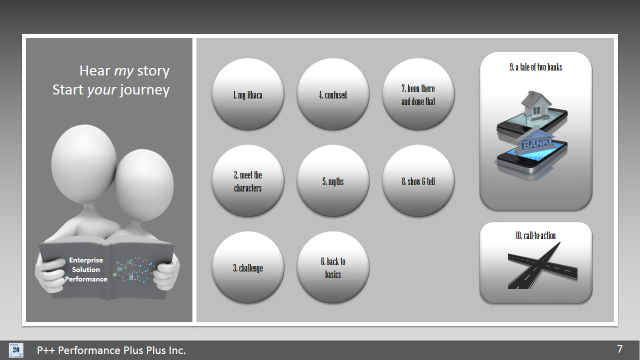 Hear my story
Start your journey
Enterprise
Solution
Performance
1. my ithaca
2. meet the
characters
3. challenge
4. confused
5. myths
6. back to
basics
7. been there
and done that
8. show & tell
9. a tale of two banks
BANK
10. call-to-action
20
P++ Performance Plus Plus Inc.
7